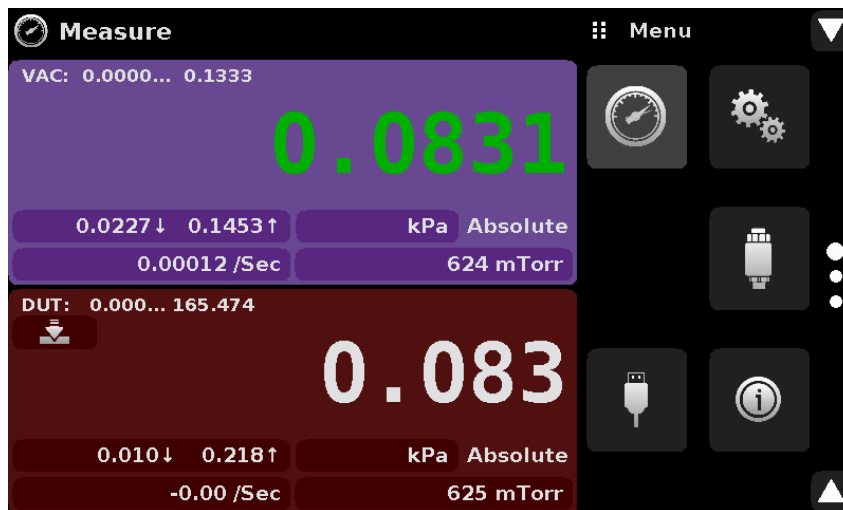 Measure
Menu
VAC: 0.0000... 0.1333
0.0831
0.0227↓ 0.1453↑
kPa Absolute
0.00012 /Sec
624 mTorr
DUT: 0.000... 165.474
0.083
0.010↓ 0.218↑
kPa Absolute
-0.00 /Sec
625 mTorr